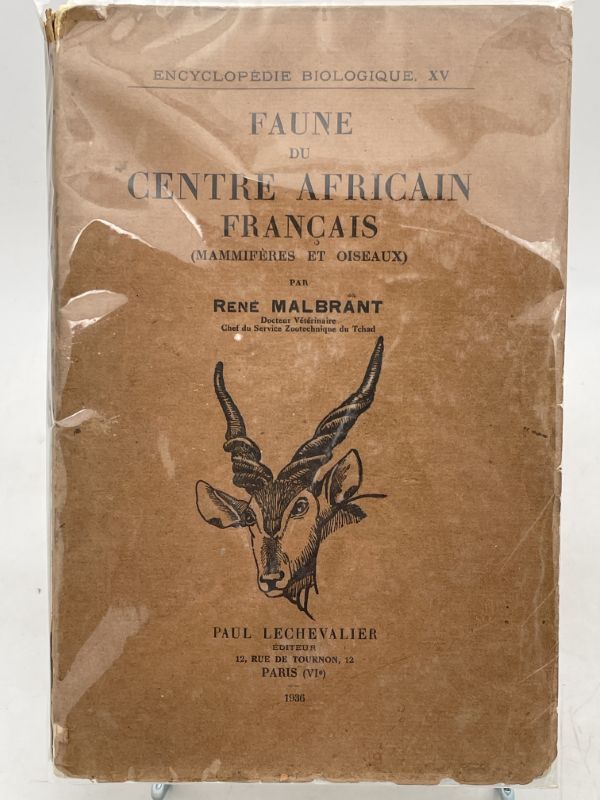 ENCYCLOPÉDIE BIOLOGIQUE. XV
FAUNE
DU
CENTRE AFRICAIN
FRANÇAIS
(MAMMIFÈRES ET OISEAUX)
PAR
RENÉ MALBRANT
Docteur Vétérinaire
Chef du Service Zootechnique du Tchad
PAUL LECHEVALIER
ÉDITEUR
12, RUE DE TOURNON, 12
PARIS (VIe)
1936